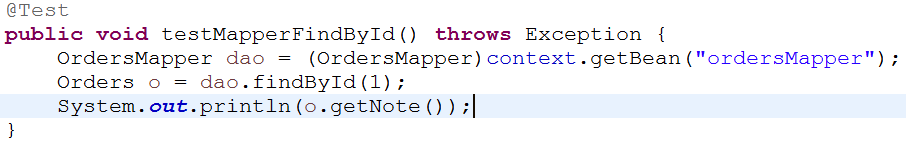 @Test
public void testMapperFindById() throws Exception {
    OrdersMapper dao = (OrdersMapper)context.getBean("ordersMapper");
    Orders o = dao.findById(1);
    System.out.println(o.getNote());
}